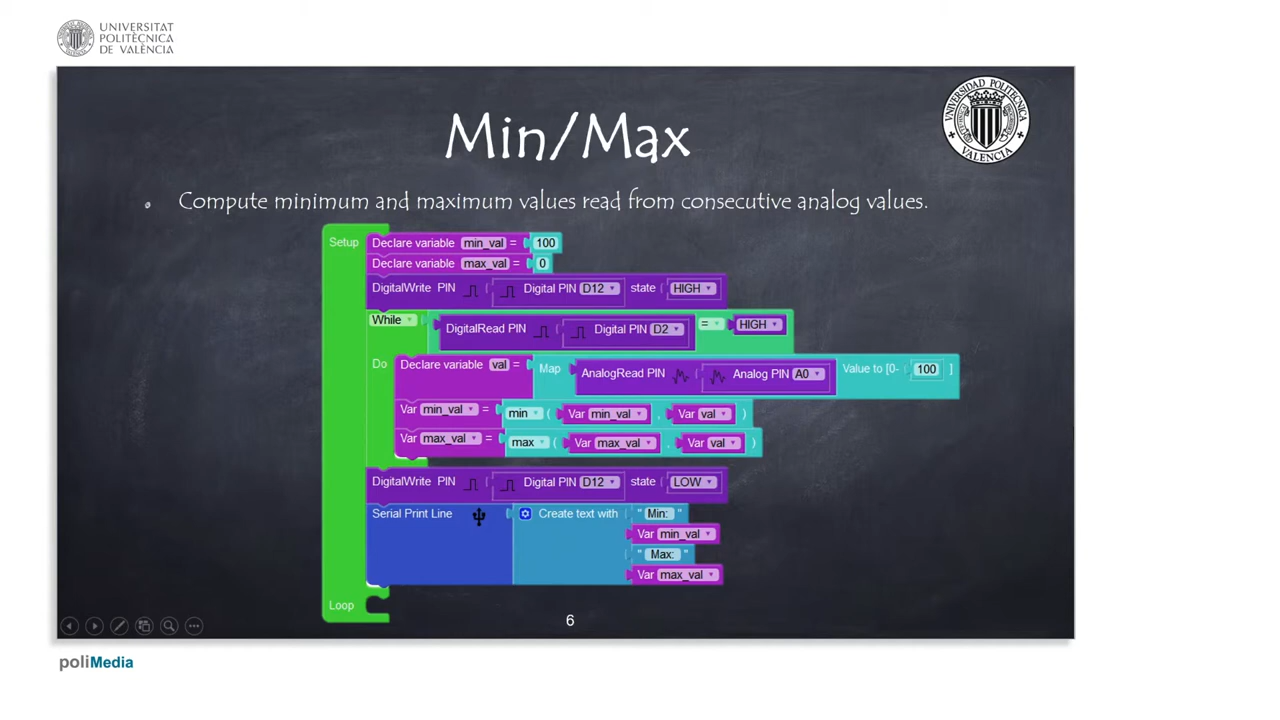 UNIVERSITAT
POLITÈCNICA
DE VALÈNCIA
UNIVERSIDAD POLITECNICA
VALENCIA
Min/Max
Compute minimum and maximum values read from consecutive analog values.
Setup
Declare variable min_val = 100
Declare variable max_val = 0
DigitalWrite PIN Digital PIN D12 state HIGH
While DigitalRead PIN Digital PIN D2 = HIGH
Do Declare variable val = Map AnalogRead PIN Analog PIN A0 Value to [0- 100 ]
Var min_val = min ( Var min_val , Var val )
Var max_val = max ( Var max_val , Var val )
DigitalWrite PIN Digital PIN D12 state LOW
Serial Print Line Create text with " Min: "
Var min_val
" Max: "
Var max_val
Loop
6
poliMedia